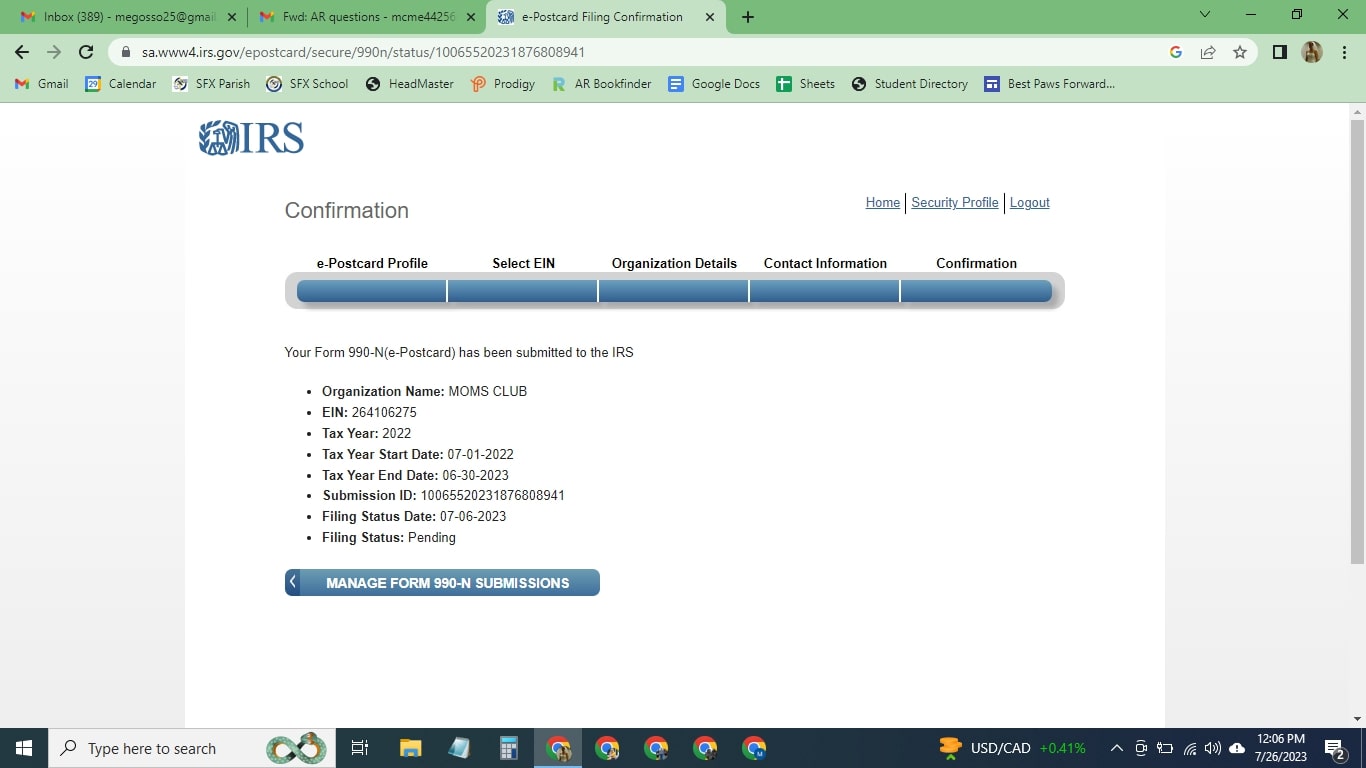 Inbox (389) - megosso25@gmail
Fwd: AR questions - mcme44256
e-Postcard Filing Confirmation
sa.www4.irs.gov/epostcard/secure/990n/status/10065520231876808941
Gmail
Calendar
SFX Parish
SFX School
HeadMaster
Prodigy
AR Bookfinder
Google Docs
Sheets
Student Directory
Best Paws Forward...
IRS
Home Security Profile Logout
Confirmation
e-Postcard Profile Select EIN Organization Details Contact Information Confirmation
Your Form 990-N(e-Postcard) has been submitted to the IRS
• Organization Name: MOMS CLUB
• EIN: 264106275
• Tax Year: 2022
• Tax Year Start Date: 07-01-2022
• Tax Year End Date: 06-30-2023
• Submission ID: 10065520231876808941
• Filing Status Date: 07-06-2023
• Filing Status: Pending
MANAGE FORM 990-N SUBMISSIONS
Type here to search
USD/CAD +0.41%
12:06 PM
7/26/2023
2